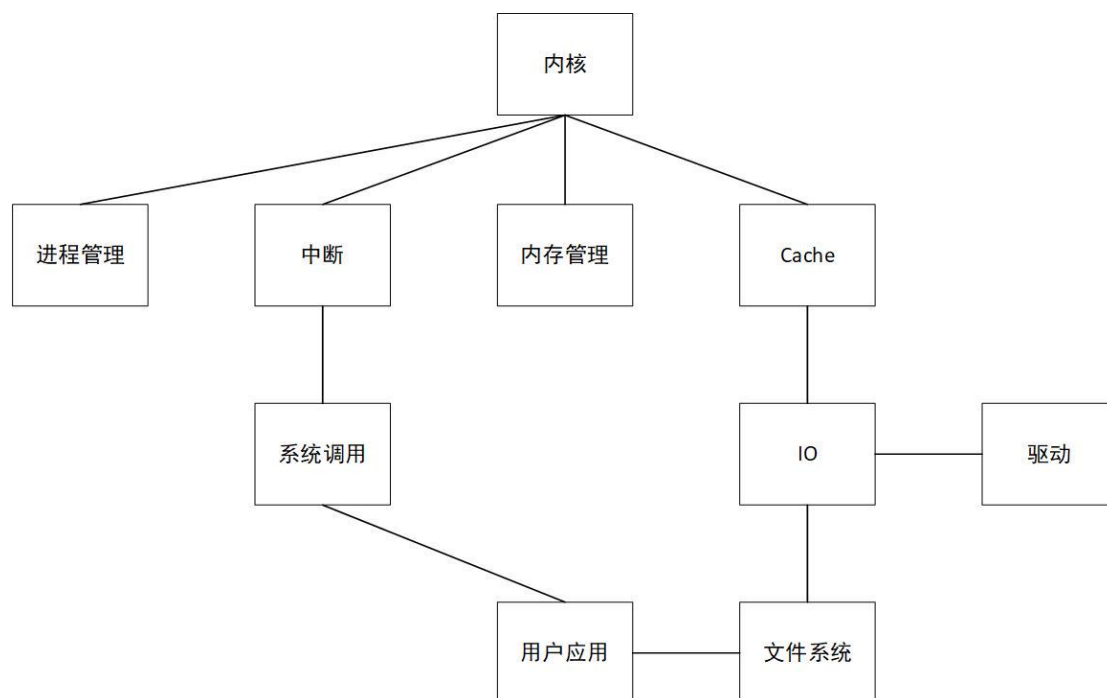 内核
进程管理
中断
内存管理
Cache
系统调用
IO
驱动
用户应用
文件系统